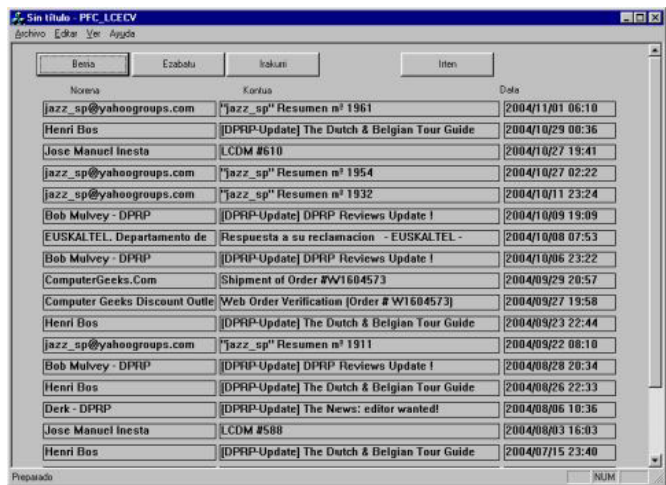 Sin título - PFC_LCECV
Archivo Editar Ver Ayuda
Berria Ezabatu Irakurri Irten
Norena Kontua Data
jazz_sp@yahoogroups.com "jazz_sp" Resumen nº 1961 2004/11/01 06:10
Henri Bos [DPRP-Update] The Dutch & Belgian Tour Guide 2004/10/29 00:36
Jose Manuel Inesta LCDM #610 2004/10/27 19:41
jazz_sp@yahoogroups.com "jazz_sp" Resumen nº 1954 2004/10/27 02:22
jazz_sp@yahoogroups.com "jazz_sp" Resumen nº 1932 2004/10/11 23:24
Bob Mulvey - DPRP [DPRP-Update] DPRP Reviews Update ! 2004/10/09 19:09
EUSKALTEL. Departamento de Respuesta a su reclamacion - EUSKALTEL - 2004/10/08 07:53
Bob Mulvey - DPRP [DPRP-Update] DPRP Reviews Update ! 2004/10/06 23:22
ComputerGeeks.Com Shipment of Order #W1604573 2004/09/29 20:57
Computer Geeks Discount Outle Web Order Verification (Order # W1604573) 2004/09/27 19:58
Henri Bos [DPRP-Update] The Dutch & Belgian Tour Guide 2004/09/23 22:44
jazz_sp@yahoogroups.com "jazz_sp" Resumen nº 1911 2004/09/22 08:10
Bob Mulvey - DPRP [DPRP-Update] DPRP Reviews Update ! 2004/08/28 20:34
Henri Bos [DPRP-Update] The Dutch & Belgian Tour Guide 2004/08/26 22:33
Derk - DPRP [DPRP-Update] The News: editor wanted! 2004/08/06 10:36
Jose Manuel Inesta LCDM #588 2004/08/03 16:03
Henri Bos [DPRP-Update] The Dutch & Belgian Tour Guide 2004/07/15 23:40
Preparado NUM